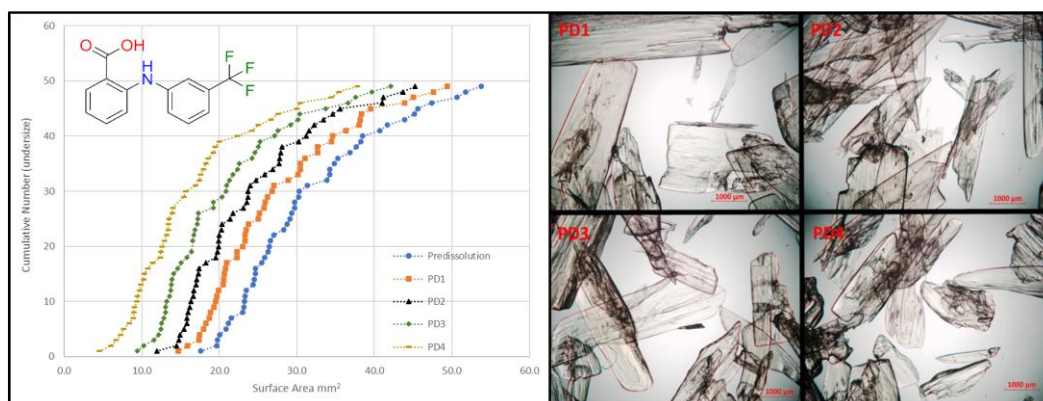 60
50
40
30
20
10
0
0.0 10.0 20.0 30.0 40.0 50.0 60.0
Cumulative Number (undersize)
Surface Area mm²
O OH
H
N
F
F
F
Predissolution
PD1
PD2
PD3
PD4
PD1
1000 µm
PD2
1000 µm
PD3
1000 µm
PD4
1000 µm